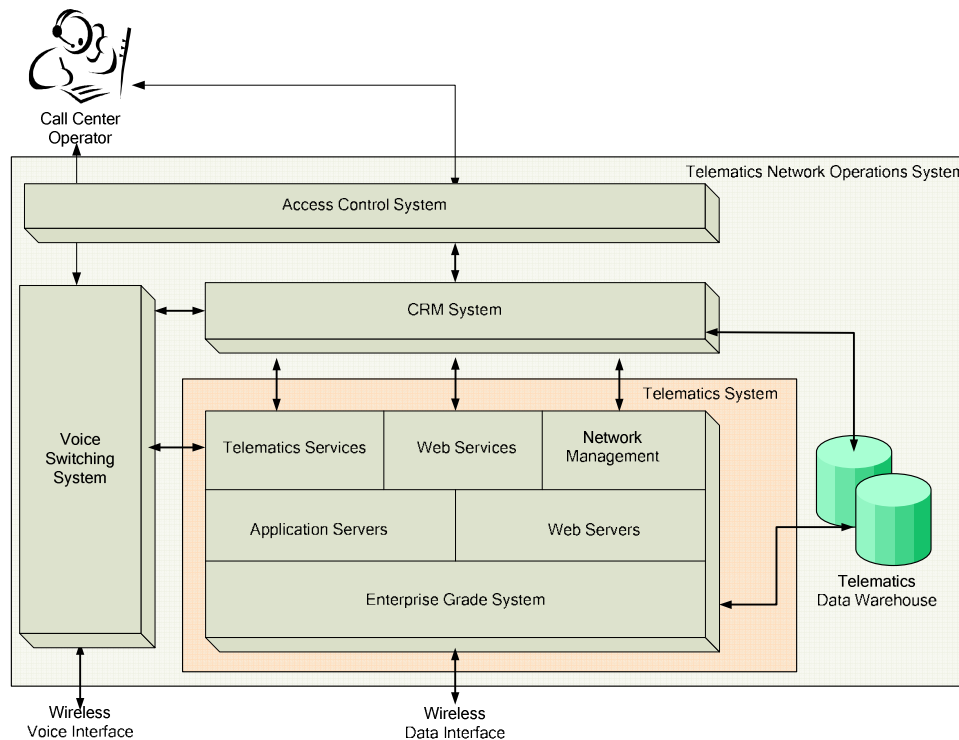 Call Center
Operator
Telematics Network Operations System
Access Control System
CRM System
Telematics System
Voice
Switching
System
Telematics Services
Web Services
Network
Management
Application Servers
Web Servers
Enterprise Grade System
Telematics
Data Warehouse
Wireless
Voice Interface
Wireless
Data Interface